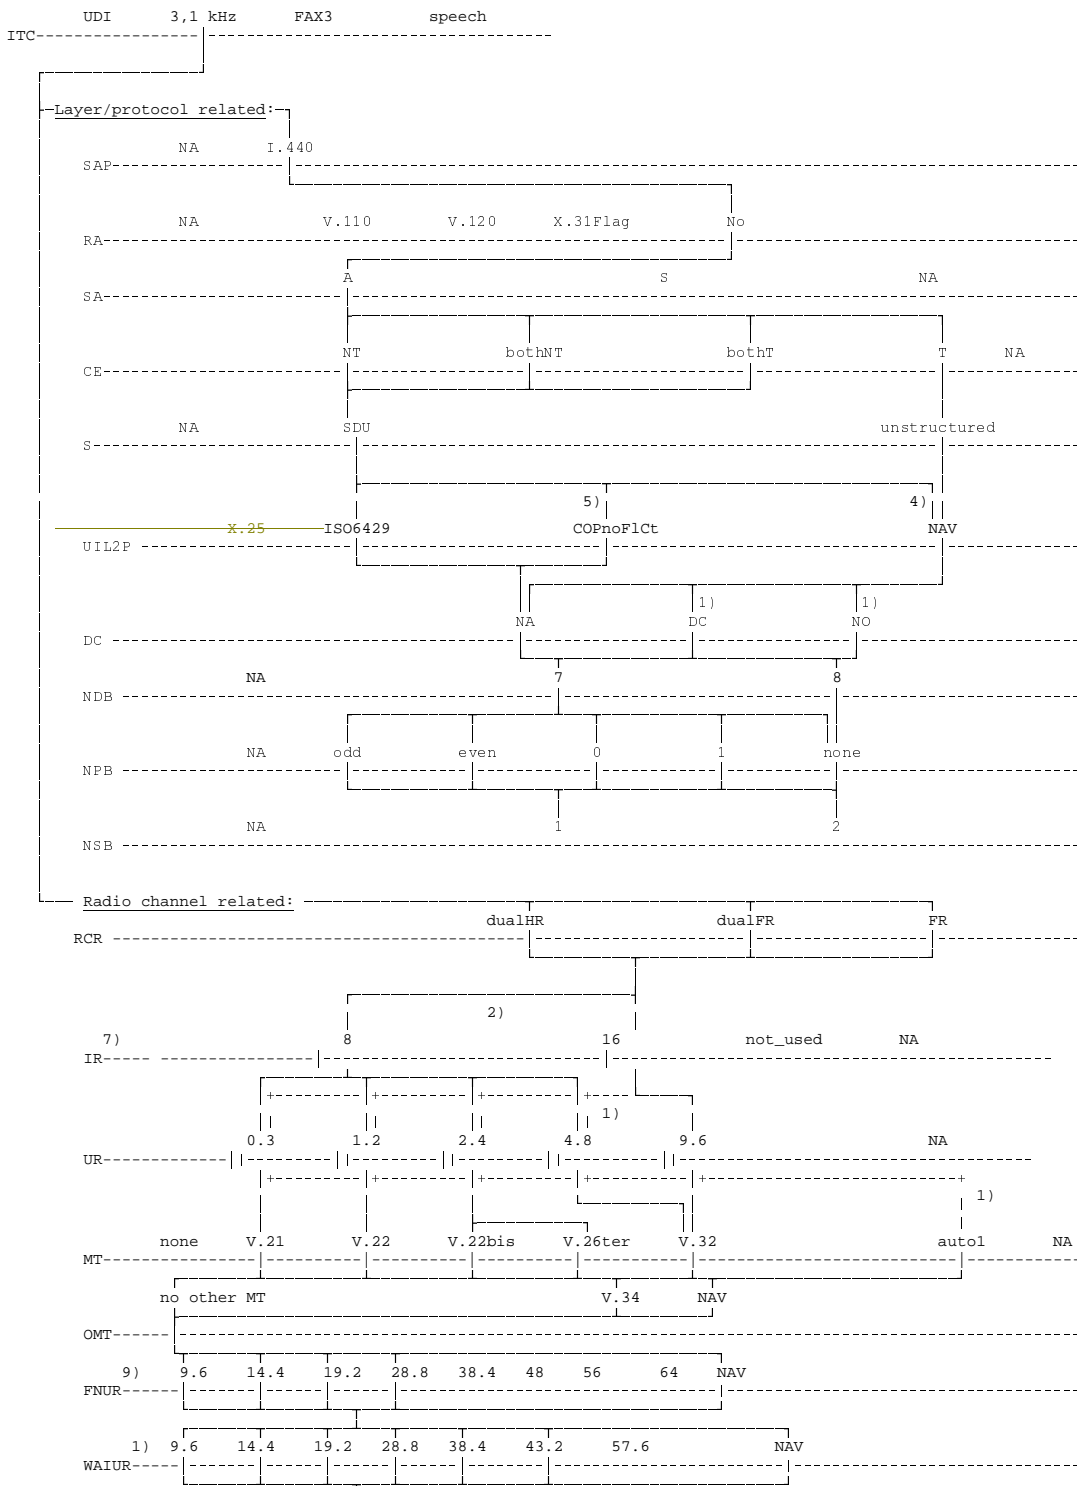 UDI 3,1 kHz FAX3 speech
ITC
Layer/protocol related:
NA I.440
SAP
NA V.110 V.120 X.31Flag No
RA
A S NA
SA
NT bothNT bothT T NA
CE
NA SDU unstructured
S
5) 4)
X.25 ISO6429 COPnoFlCt NAV
UIL2P
1) 1)
NA DC NO
DC
NA 7 8
NDB
NA odd even 0 1 none
NPB
NA 1 2
NSB
Radio channel related:
dualHR dualFR FR
RCR
2)
7) 8 16 not_used NA
IR
1)
0.3 1.2 2.4 4.8 9.6 NA
UR
1)
none V.21 V.22 V.22bis V.26ter V.32 auto1 NA
MT
no other MT V.34 NAV
OMT
9) 9.6 14.4 19.2 28.8 38.4 48 56 64 NAV
FNUR
1) 9.6 14.4 19.2 28.8 38.4 43.2 57.6 NAV
WAIUR